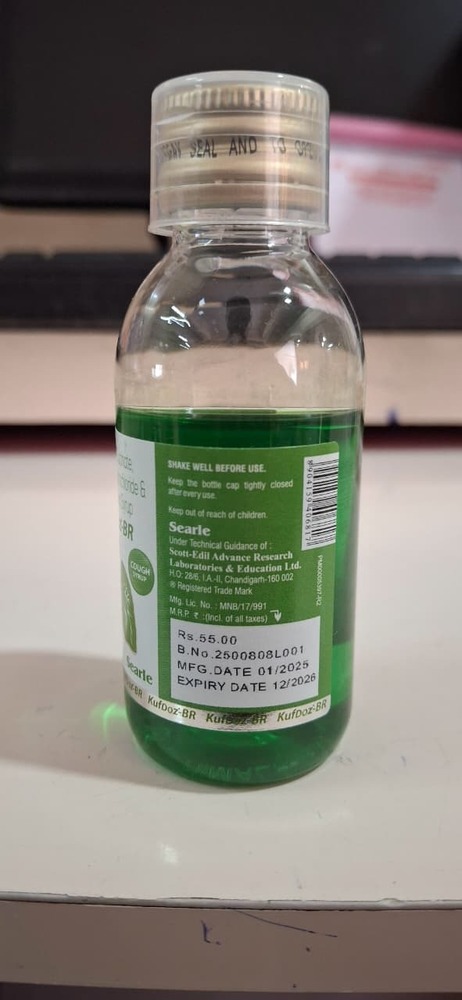 SEAL AND TO OPEN
SHAKE WELL BEFORE USE.
Keep the bottle cap tightly closed
after every use.
Keep out of reach of children.
Searle
Under Technical Guidance of :
Scott-Edil Advance Research
Laboratories & Education Ltd.
H.O: 28/6, I.A.-II, Chandigarh-160 002
® Registered Trade Mark
Mfg. Lic. No. : MNB/17/991
M.R.P. ₹ :(Incl. of all taxes)
Rs.55.00
B.No.2500808L001
MFG.DATE 01/2025
EXPIRY DATE 12/2026
&
-BR
COUGH
SYRUP
Searle
KufDoz-BR KufDoz-BR KufDoz-BR